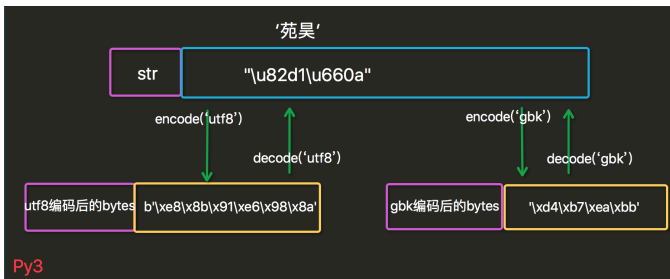 ‘苑昊’
str "\u82d1\u660a"
encode(‘utf8’) encode(‘gbk’)
decode(‘utf8’) decode(‘gbk’)
utf8编码后的bytes b'\xe8\x8b\x91\xe6\x98\x8a' gbk编码后的bytes '\xd4\xb7\xea\xbb'
Py3